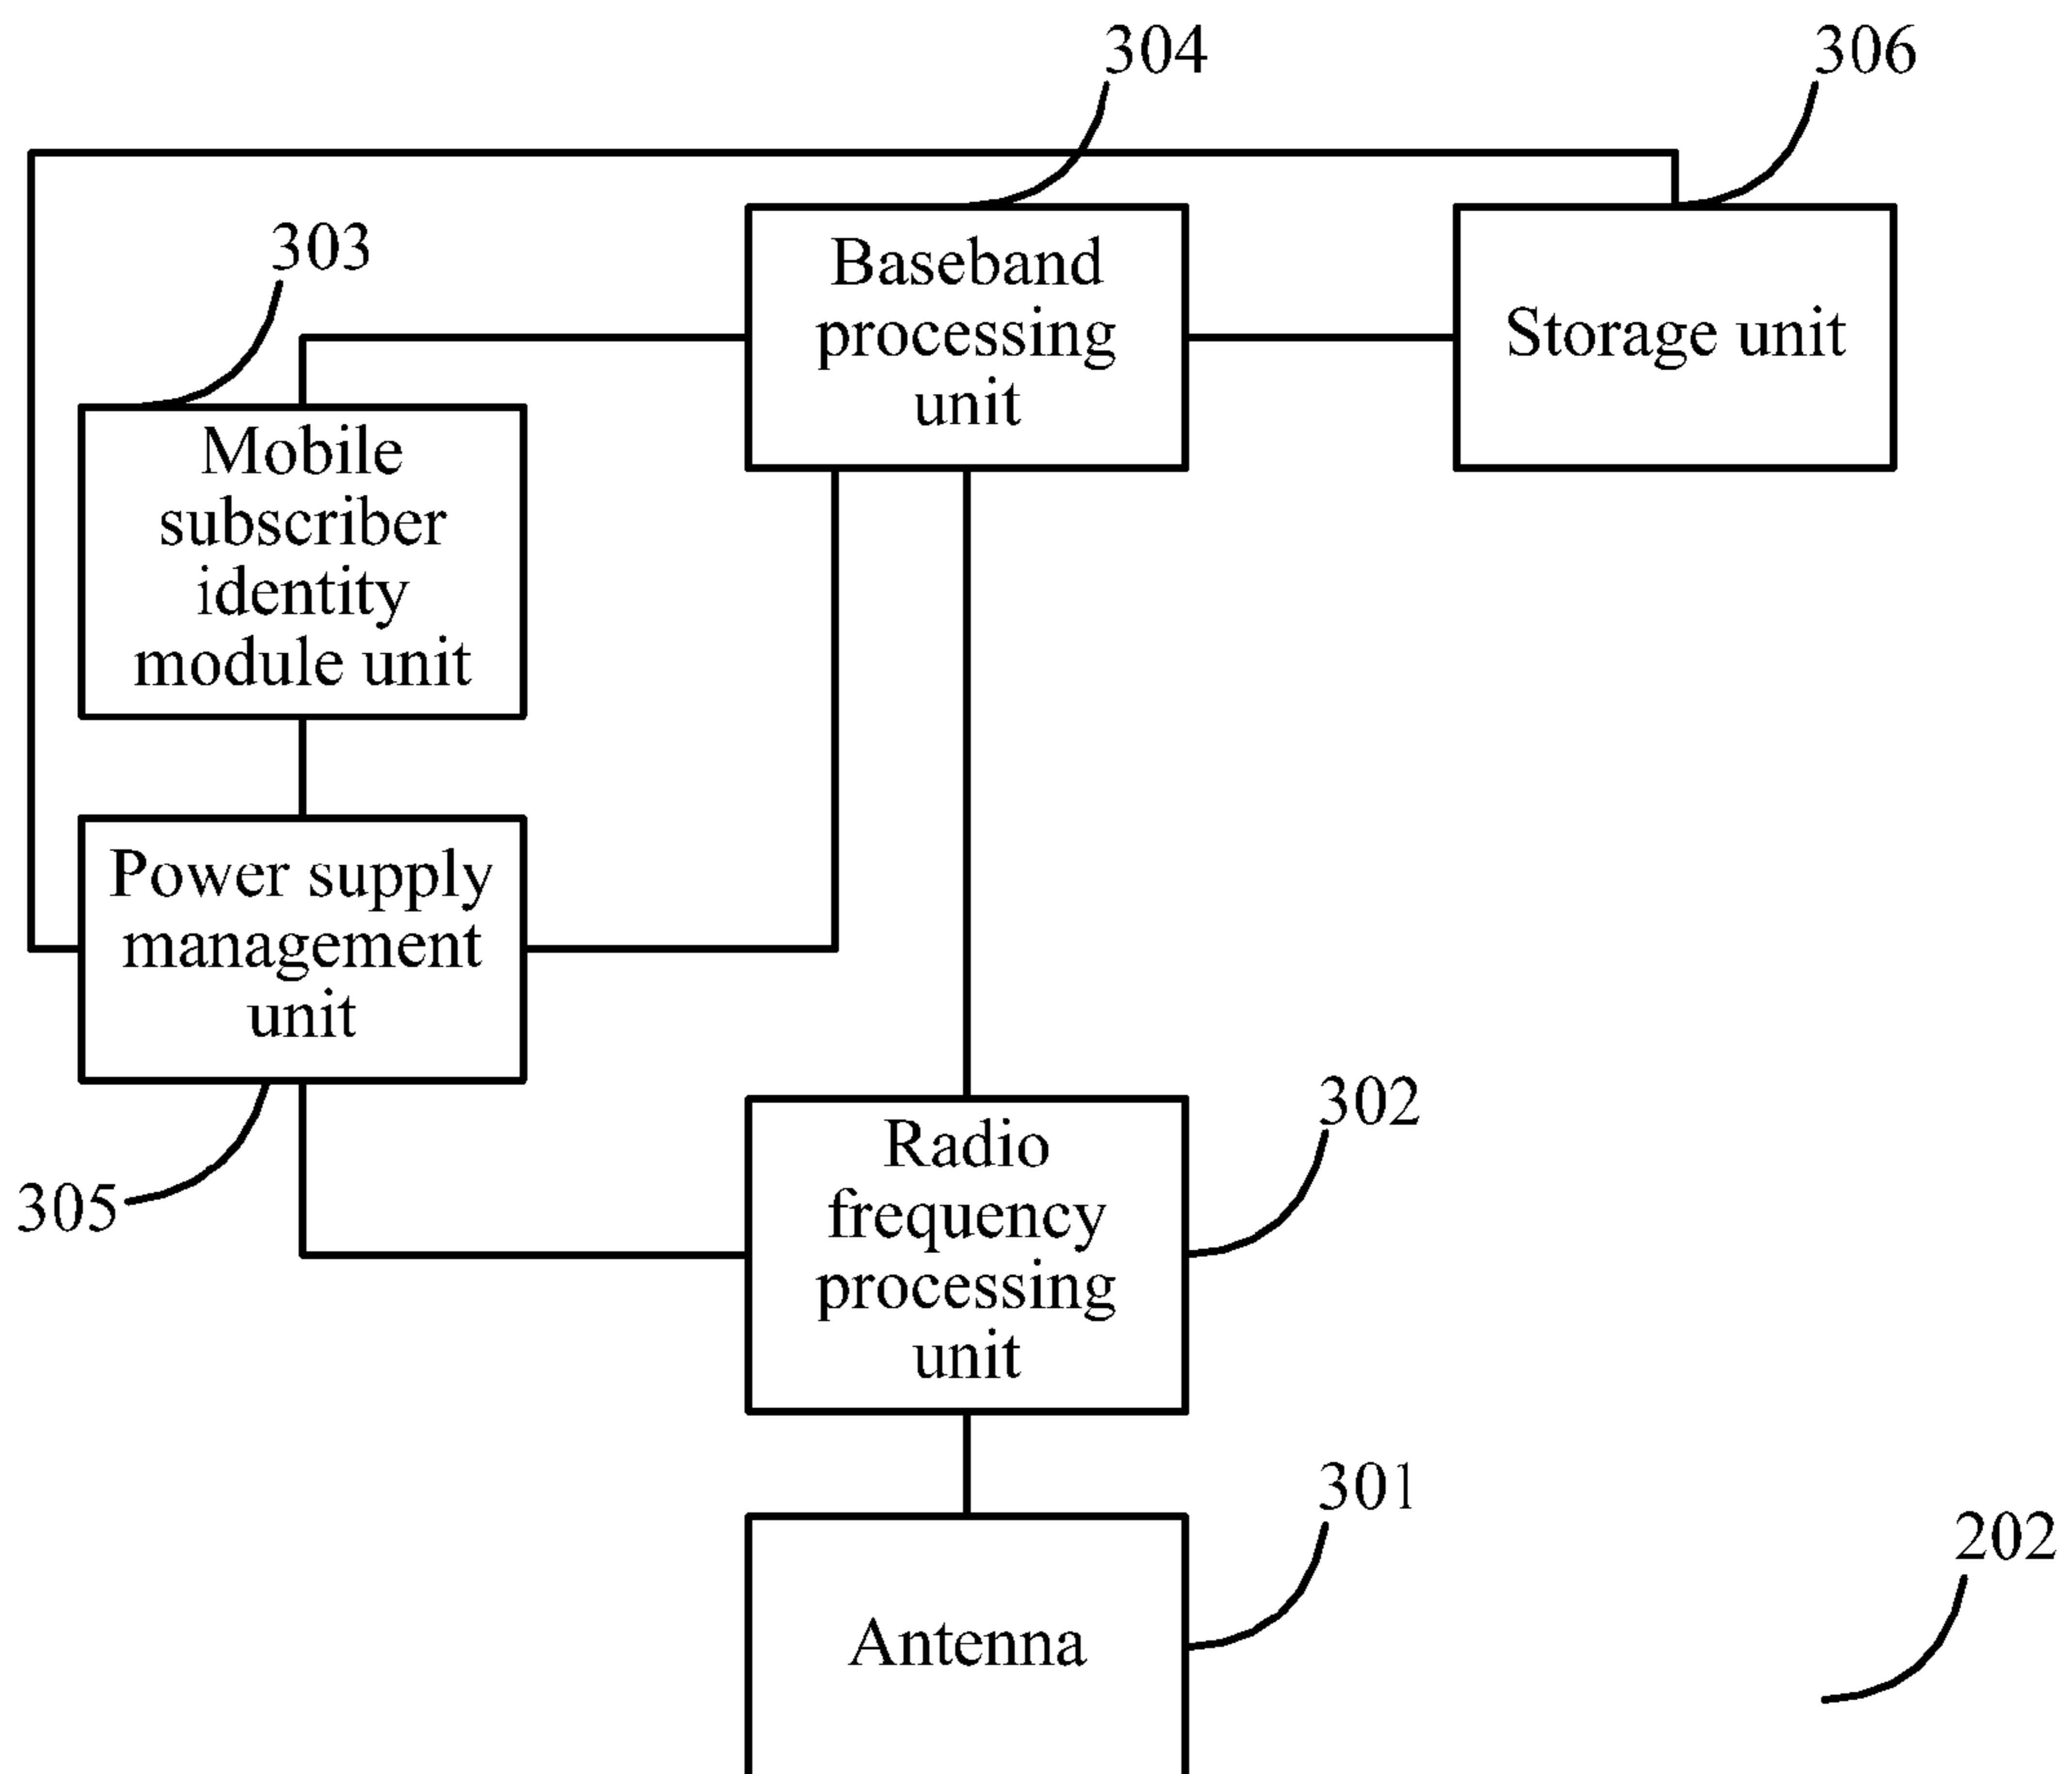 304
306
303
Baseband
processing
unit
Storage unit
Mobile
subscriber
identity
module unit
Power supply
management
unit
305
302
Radio
frequency
processing
unit
301
Antenna
202